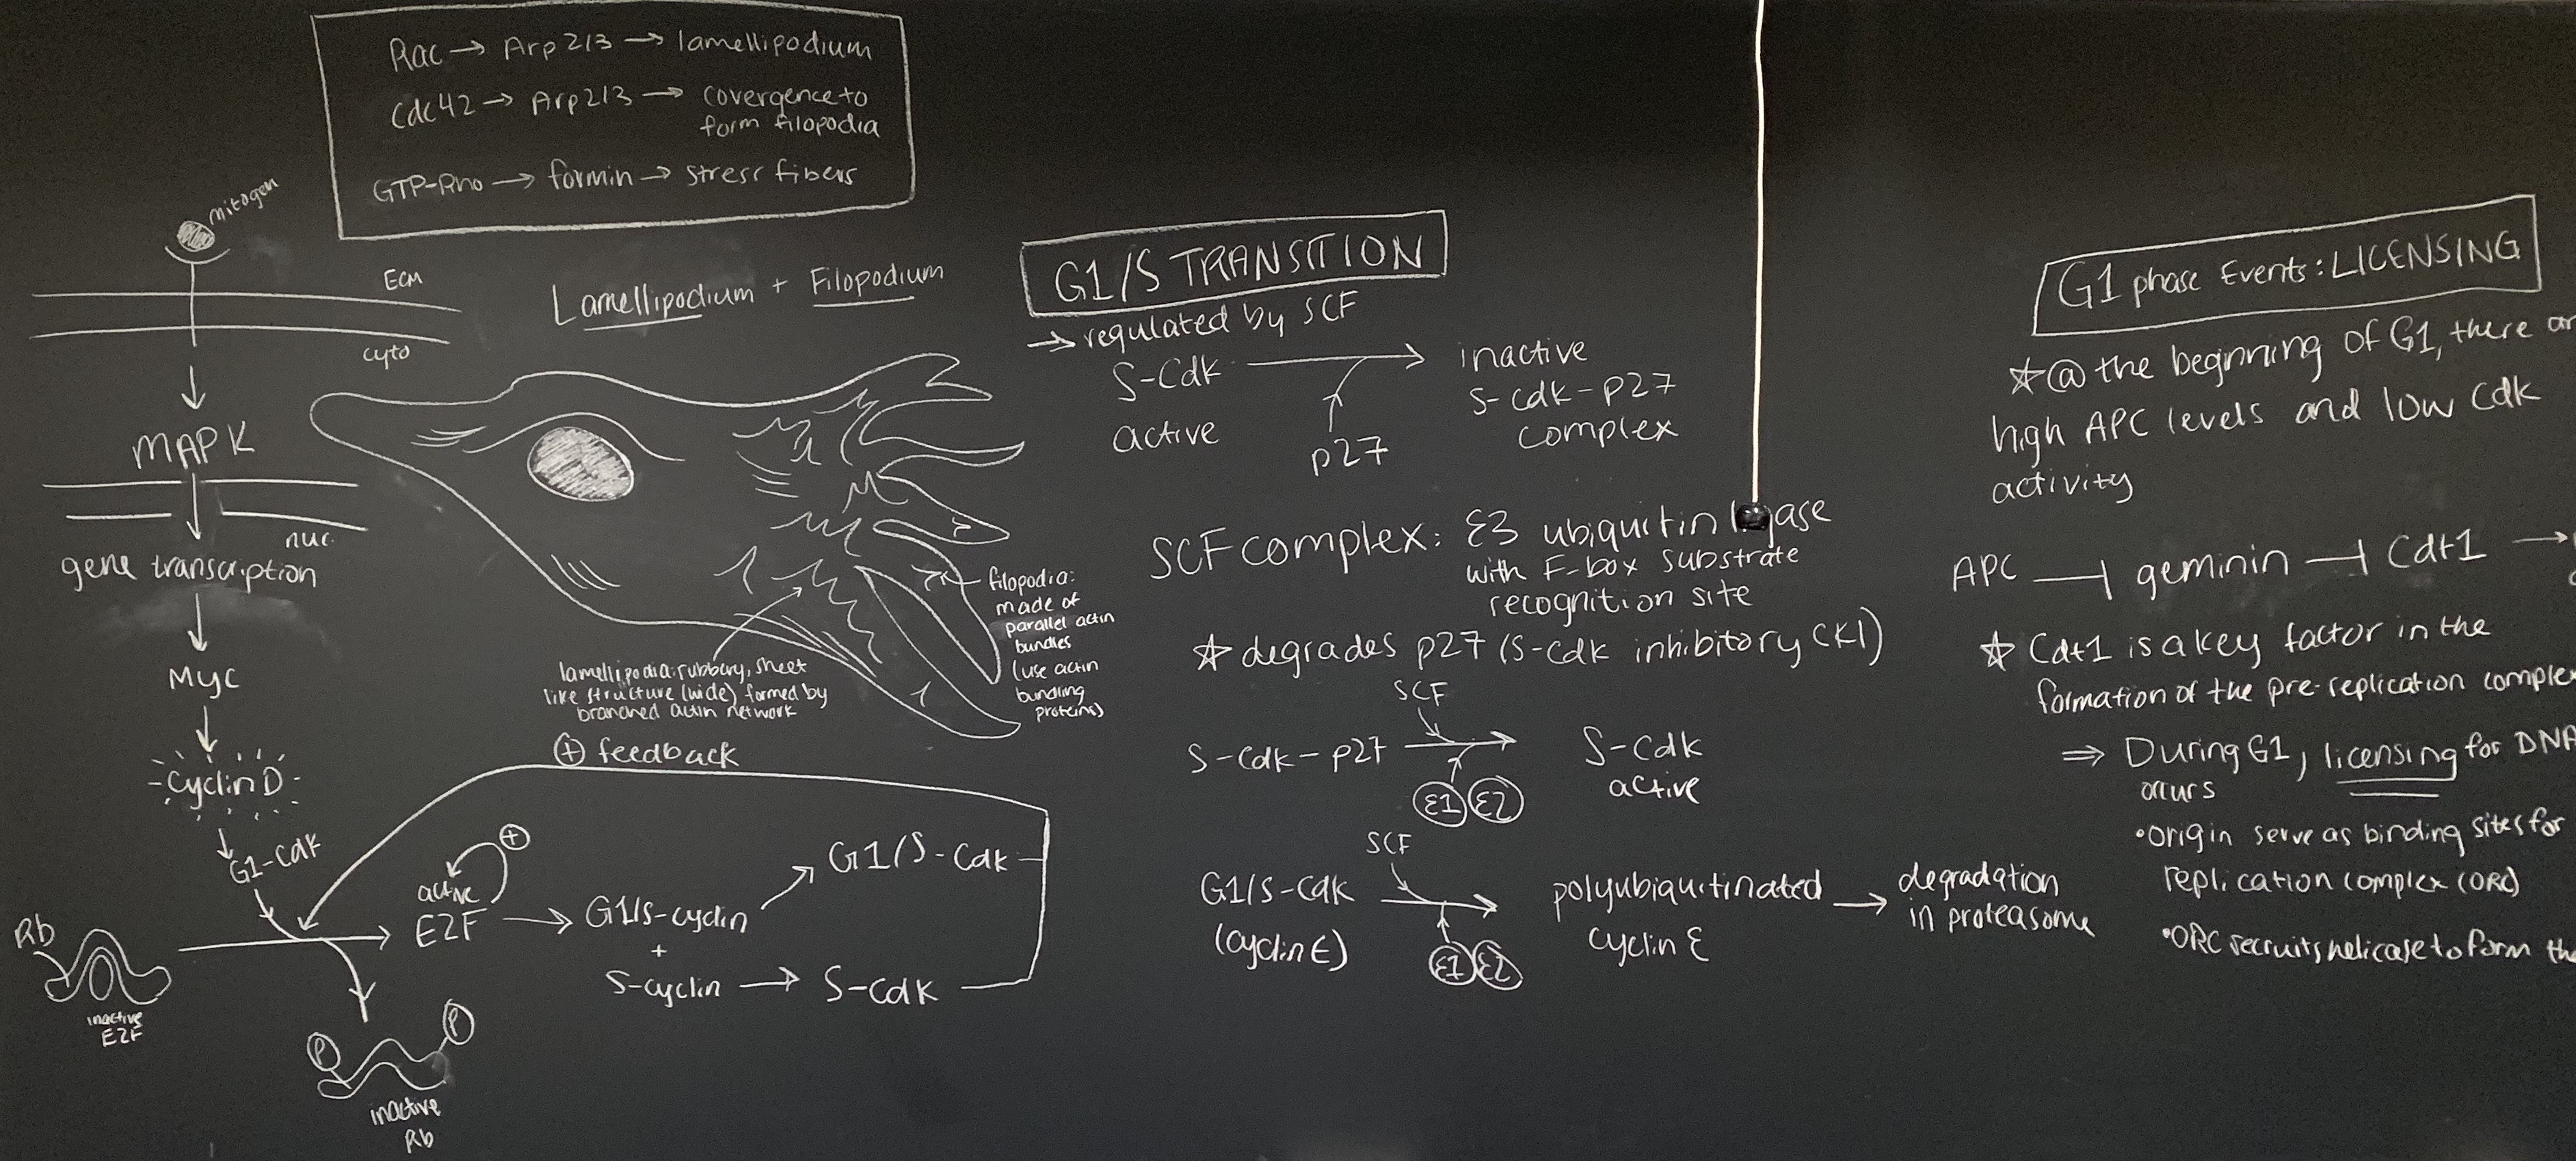 Rac → Arp 2/3 → lamellipodium
Cdc42 → Arp2/3 → covergence to
form filopodia
GTP-Rho → formin → stress fibers
mitogen
ECM
cyto
MAPK
nuc.
gene transcription
Myc
Cyclin D
G1-Cdk
Rb
inactive
E2F
P
P
inactive
Rb
active
E2F
+
→ G1/S-cyclin
+
S-cyclin → S-Cdk
G1/S-Cdk
⊕ feedback
Lamellipodium + Filopodium
filopodia:
made of
parallel actin
bundles
(use actin
bundling
proteins)
lamellipodia: rubbery, sheet
like structure (wide) formed by
branched actin network
G1/S TRANSITION
→ regulated by SCF
S-Cdk
active
p27
inactive
S-cdk-p27
complex
SCF complex: E3 ubiquitin ligase
with F-box substrate
recognition site
☆ degrades p27 (S-cdk inhibitory CKI)
SCF
S-Cdk-p27 → S-Cdk
active
E1 E2
SCF
G1/S-Cdk
(cyclin E)
E1 E2
polyubiquitinated
cyclin E
→ degradation
in proteasome
G1 phase Events: LICENSING
☆ @ the beginning of G1, there ar
high APC levels and low Cdk
activity
APC ⊣ geminin ⊣ Cdt1 →
☆ Cdt1 is a key factor in the
formation of the pre-replication comple
⇒ During G1, licensing for DNA
occurs
• origin serve as binding sites for
replication complex (ORC)
• ORC recruits helicase to form the